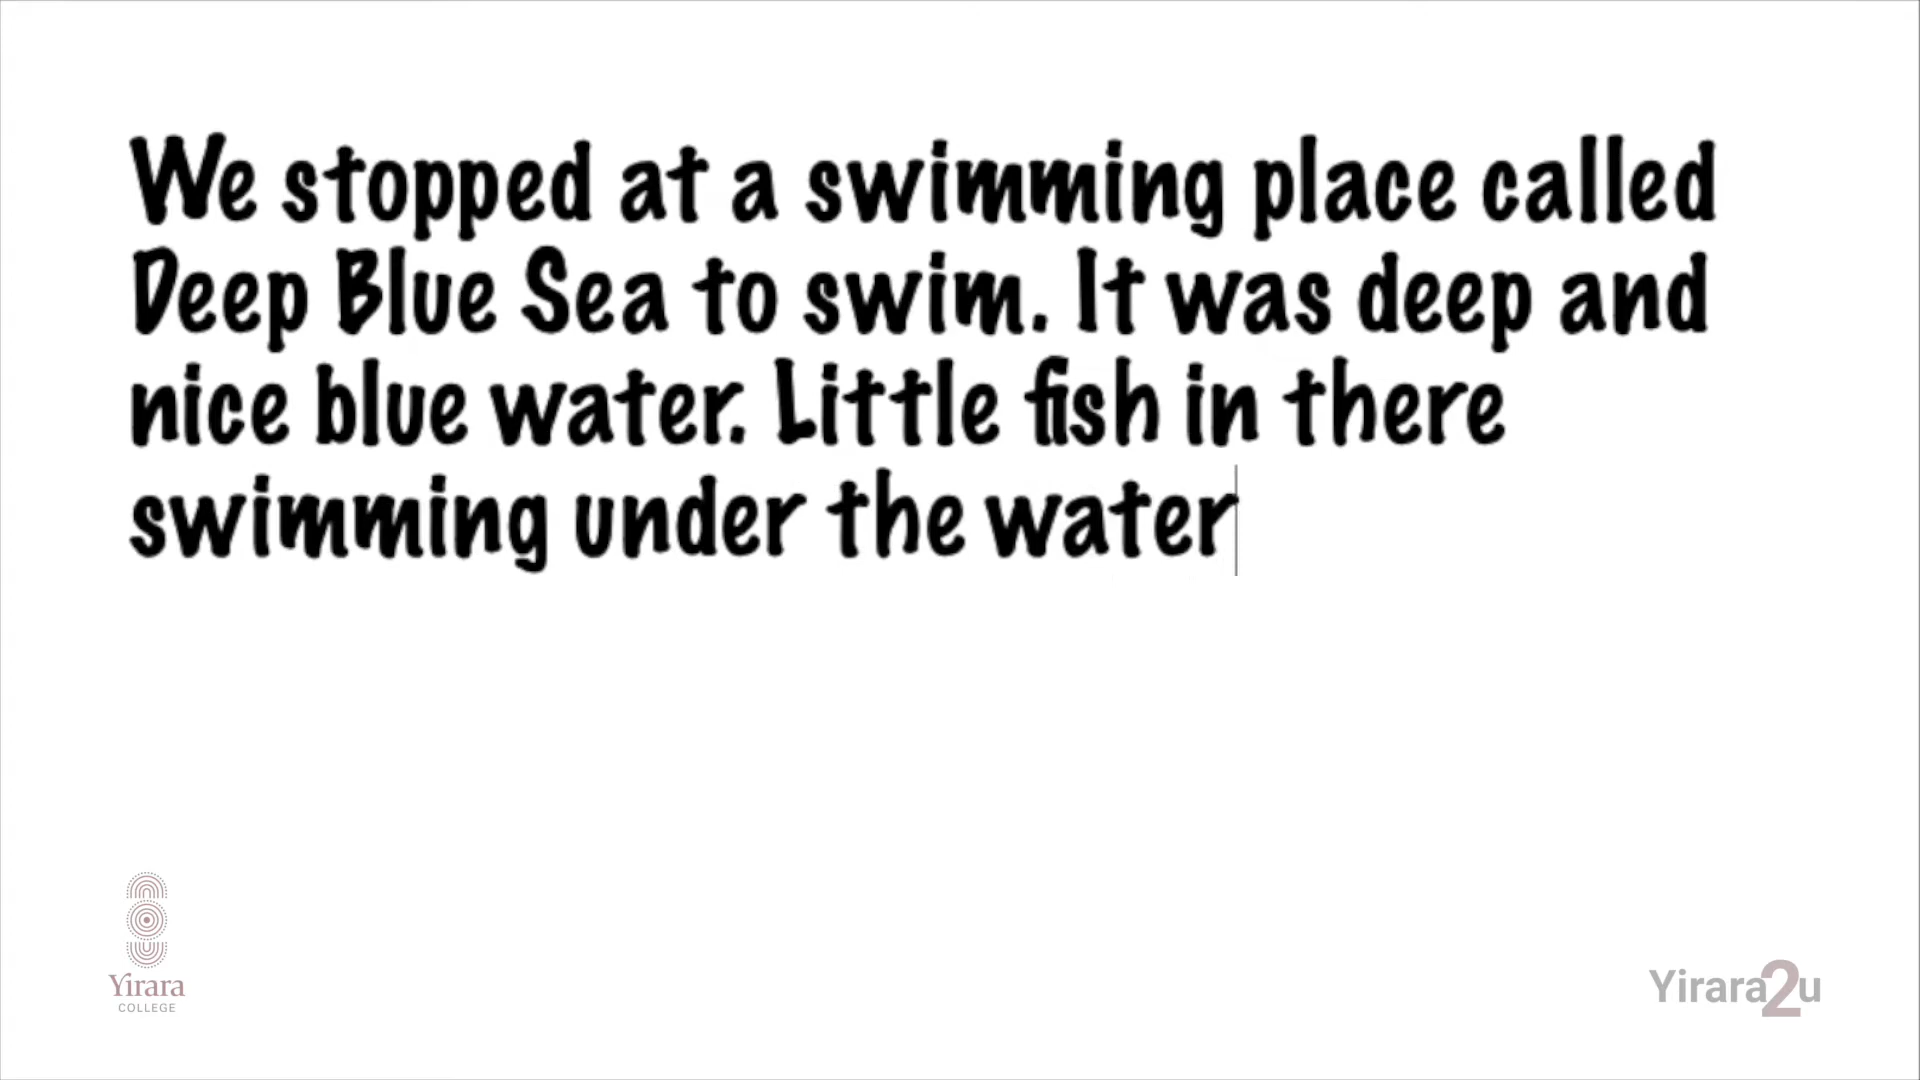 We stopped at a swimming place called
Deep Blue Sea to swim. It was deep and
nice blue water. Little fish in there
swimming under the water
Yirara
COLLEGE
Yirara2u